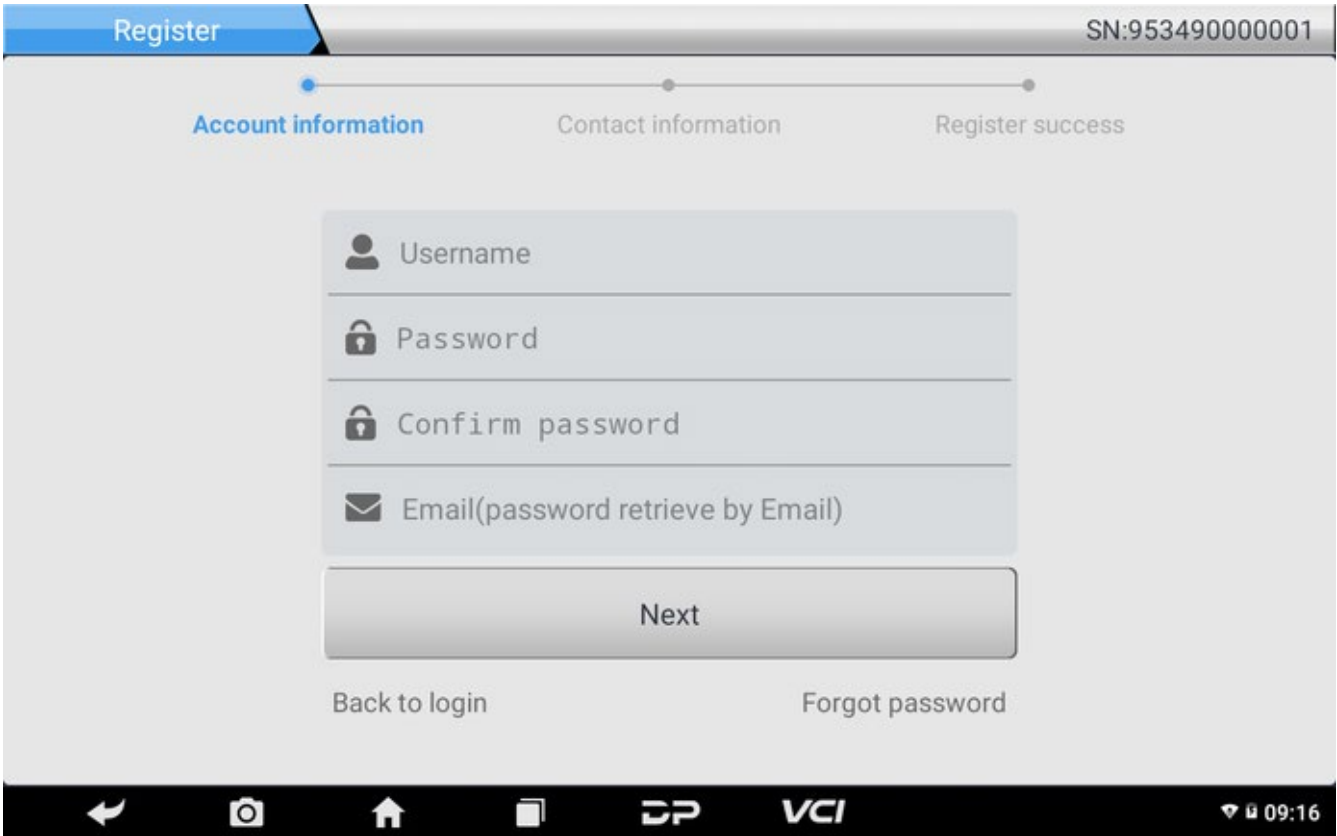 Register
SN:953490000001
Account information
Contact information
Register success
Username
Password
Confirm password
Email(password retrieve by Email)
Next
Back to login
Forgot password
DP
VCI
09:16